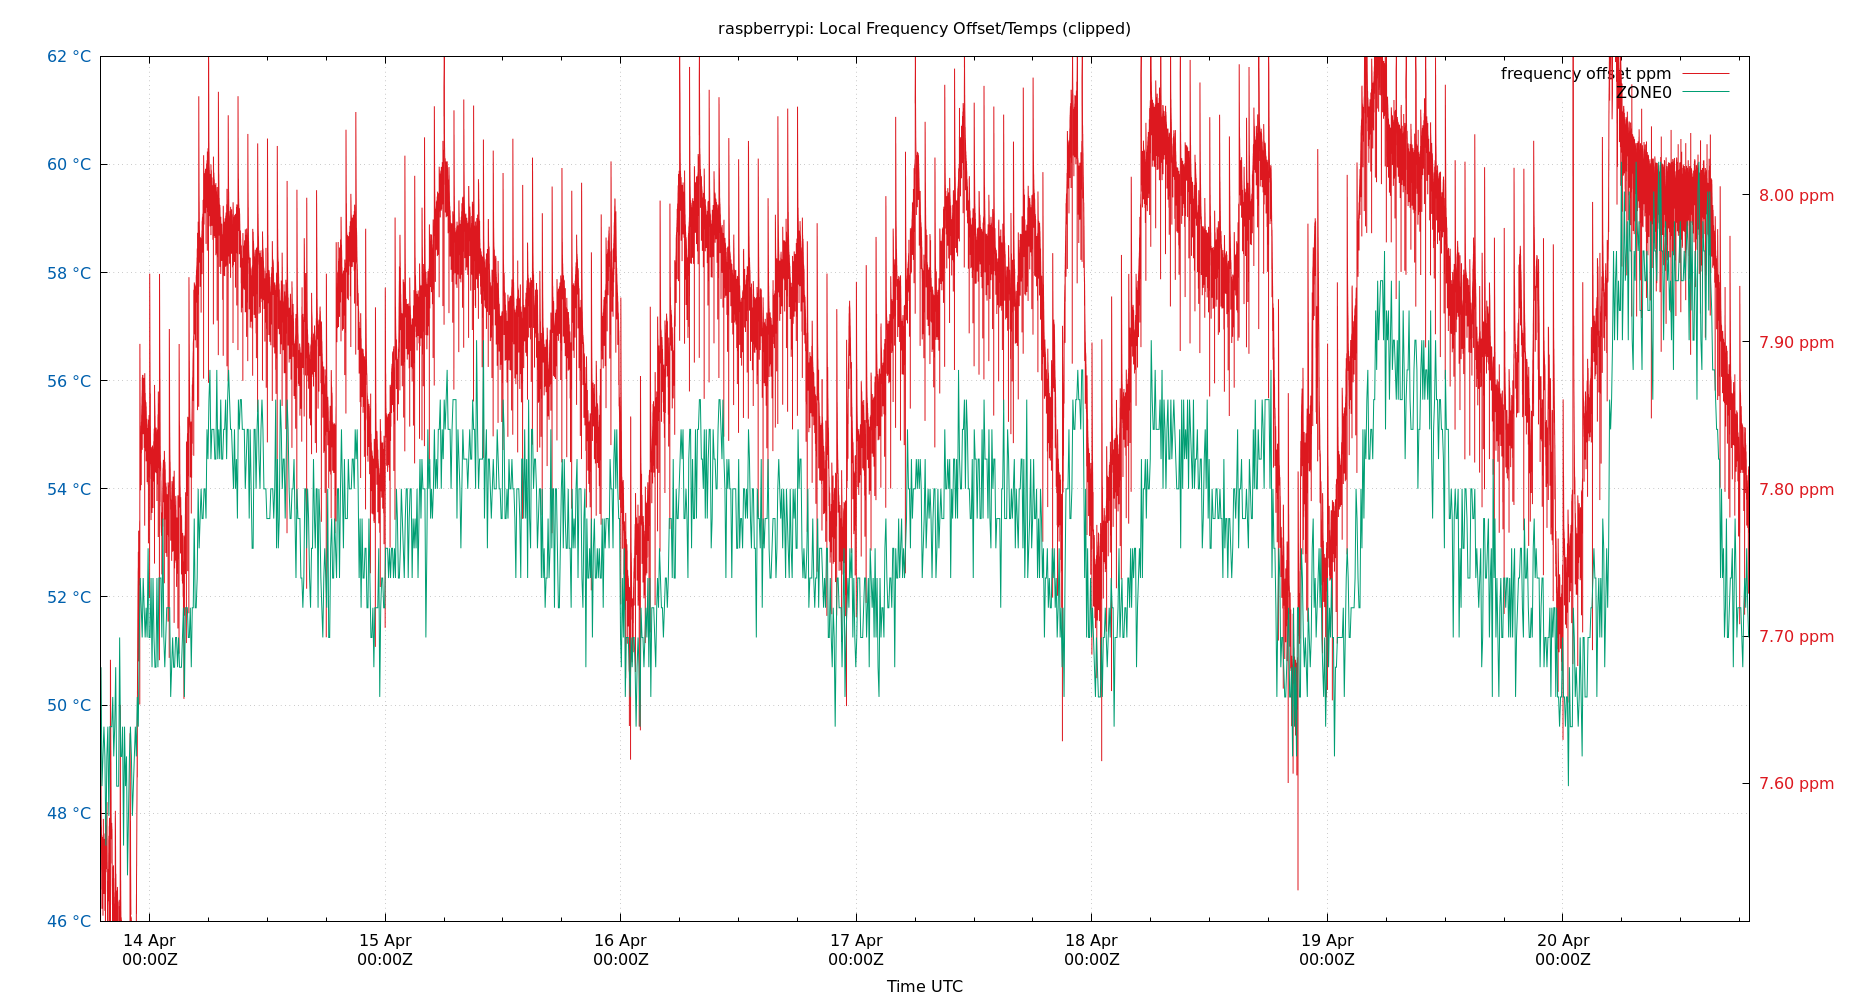 raspberrypi: Local Frequency Offset/Temps (clipped)
62 °C
60 °C
58 °C
56 °C
54 °C
52 °C
50 °C
48 °C
46 °C
frequency offset ppm
ZONE0
8.00 ppm
7.90 ppm
7.80 ppm
7.70 ppm
7.60 ppm
14 Apr
00:00Z
15 Apr
00:00Z
16 Apr
00:00Z
17 Apr
00:00Z
18 Apr
00:00Z
19 Apr
00:00Z
20 Apr
00:00Z
Time UTC